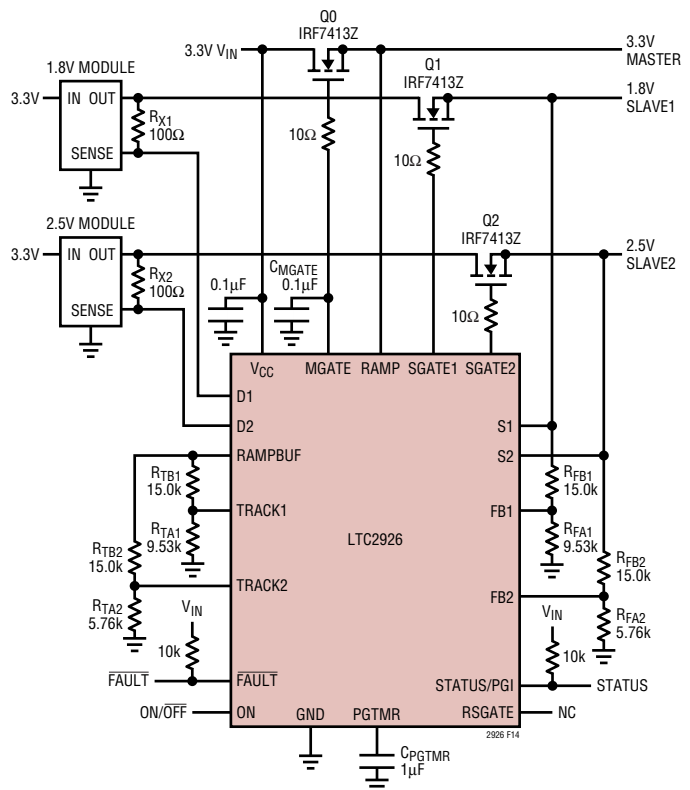 Q0
IRF7413Z
3.3V VIN
3.3V
MASTER
Q1
IRF7413Z
1.8V MODULE
1.8V
SLAVE1
3.3V
IN OUT
RX1
100Ω
SENSE
10Ω
10Ω
Q2
IRF7413Z
2.5V MODULE
2.5V
SLAVE2
3.3V
IN OUT
RX2
100Ω
SENSE
0.1µF
CMGATE
0.1µF
10Ω
VCC MGATE RAMP SGATE1 SGATE2
D1
D2
S1
S2
RAMPBUF
RTB1
15.0k
RFB1
15.0k
TRACK1
FB1
RTA1
9.53k
LTC2926
RFA1
9.53k
RTB2
15.0k
RFB2
15.0k
TRACK2
FB2
RTA2
5.76k
RFA2
5.76k
VIN
10k
VIN
10k
FAULT
FAULT
STATUS/PGI
STATUS
ON/OFF
ON
GND
PGTMR
RSGATE
NC
2926 F14
CPGTMR
1µF